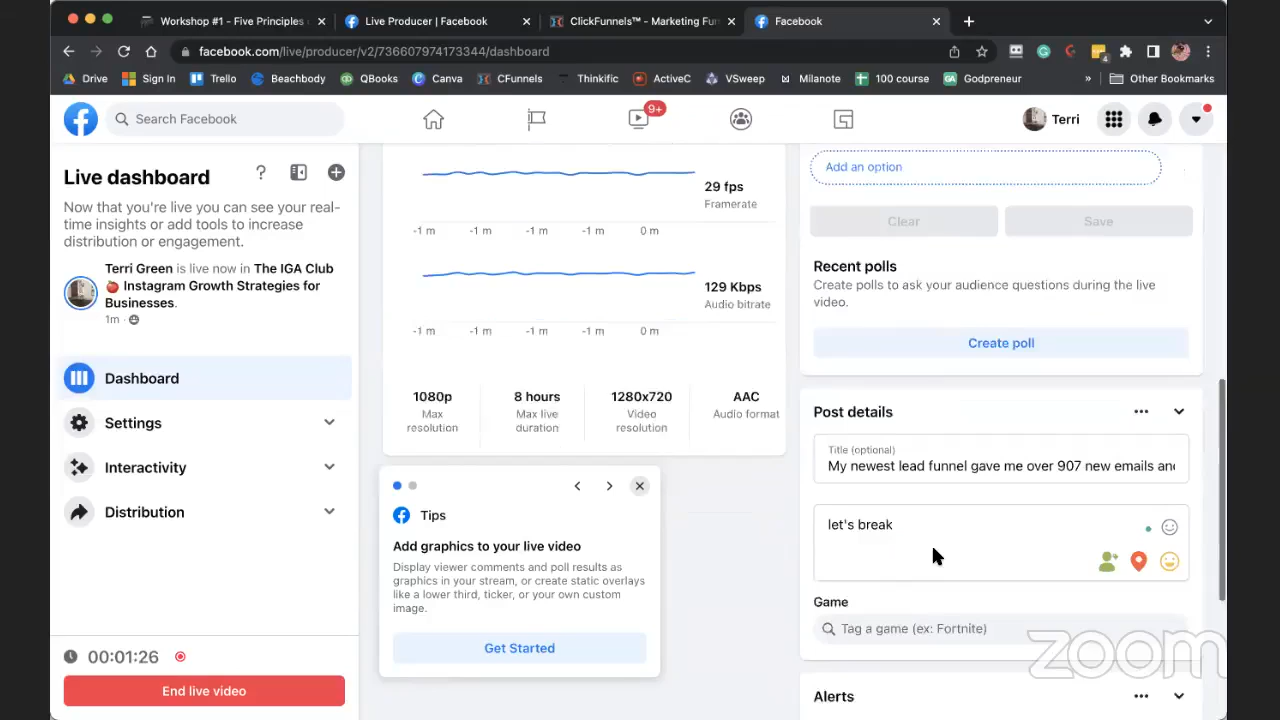 Workshop #1 - Five Principles
Live Producer | Facebook
ClickFunnels™ - Marketing Fun
Facebook
facebook.com/live/producer/v2/736607974173344/dashboard
Drive
Sign In
Trello
Beachbody
QBooks
Canva
CFunnels
Thinkific
ActiveC
VSweep
Milanote
100 course
Godpreneur
»
Other Bookmarks
Search Facebook
9+
Terri
Live dashboard
?
Now that you're live you can see your real-
time insights or add tools to increase
distribution or engagement.
Terri Green is live now in The IGA Club
🍎 Instagram Growth Strategies for
Businesses.
1m ·
Dashboard
Settings
Interactivity
Distribution
00:01:26
End live video
29 fps
Framerate
-1 m -1 m -1 m -1 m 0 m
129 Kbps
Audio bitrate
-1 m -1 m -1 m -1 m 0 m
1080p
Max
resolution
8 hours
Max live
duration
1280x720
Video
resolution
AAC
Audio format
Tips
Add graphics to your live video
Display viewer comments and poll results as
graphics in your stream, or create static overlays
like a lower third, ticker, or your own custom
image.
Get Started
Add an option
Clear
Save
Recent polls
Create polls to ask your audience questions during the live
video.
Create poll
Post details
Title (optional)
My newest lead funnel gave me over 907 new emails and
let's break
Game
Tag a game (ex: Fortnite)
Alerts
zoom